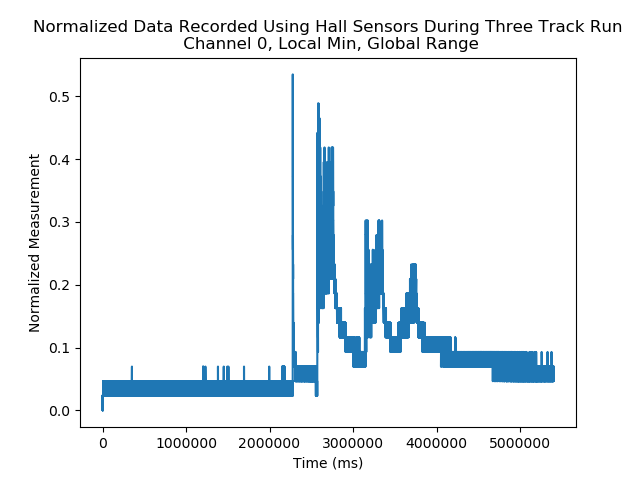 Normalized Data Recorded Using Hall Sensors During Three Track Run
Channel 0, Local Min, Global Range
0.5
0.4
0.3
0.2
0.1
0.0
Normalized Measurement
0 1000000 2000000 3000000 4000000 5000000
Time (ms)